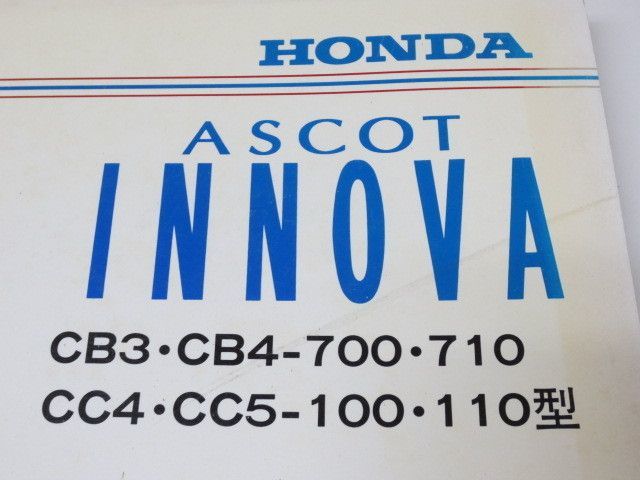 HONDA
ASCOT
INNOVA
CB3・CB4-700・710
CC4・CC5-100・110型